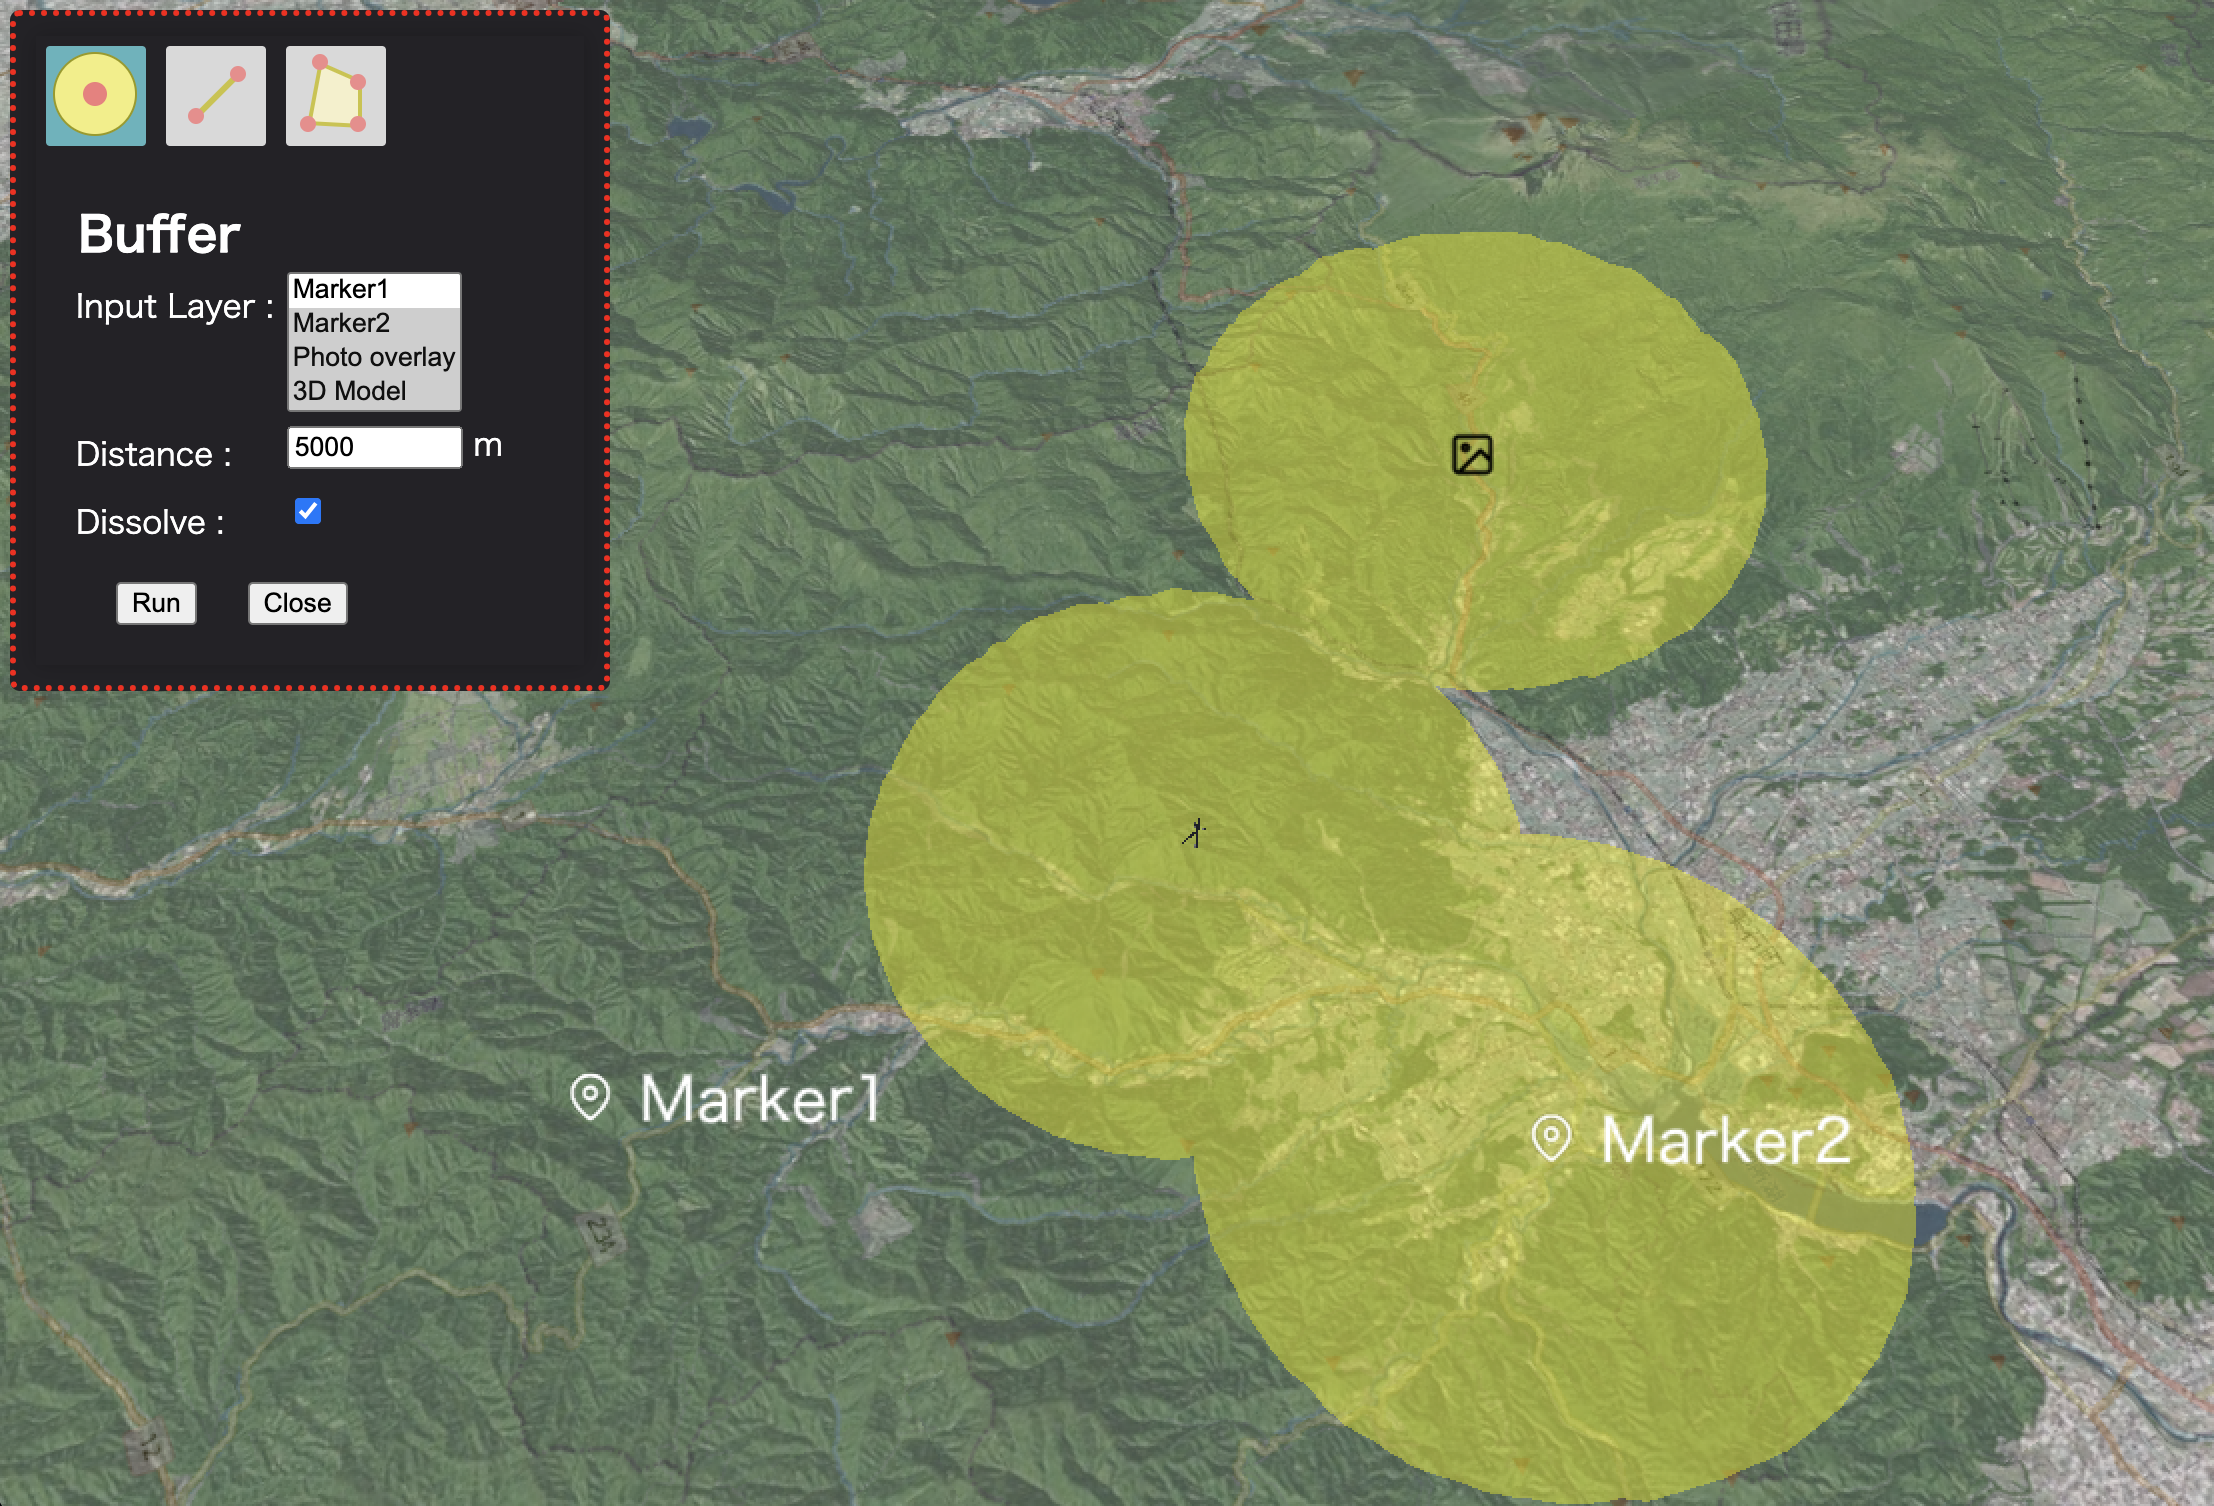 Buffer
Input Layer :
Marker1
Marker2
Photo overlay
3D Model
Distance :
5000
m
Dissolve :
Run
Close
Marker1
Marker2